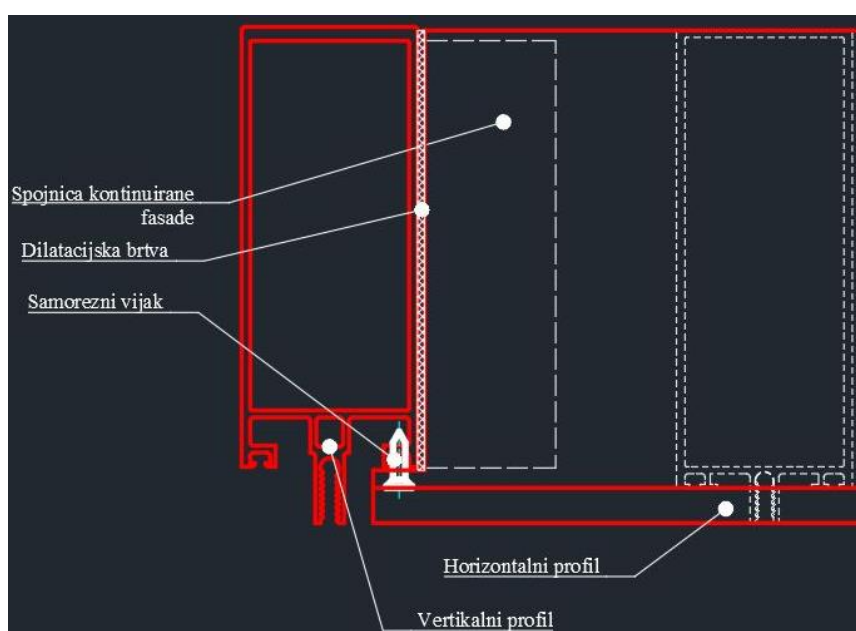 Spojnica kontinuirane
fasade
Dilatacijska brtva
Samorezni vijak
Horizontalni profil
Vertikalni profil